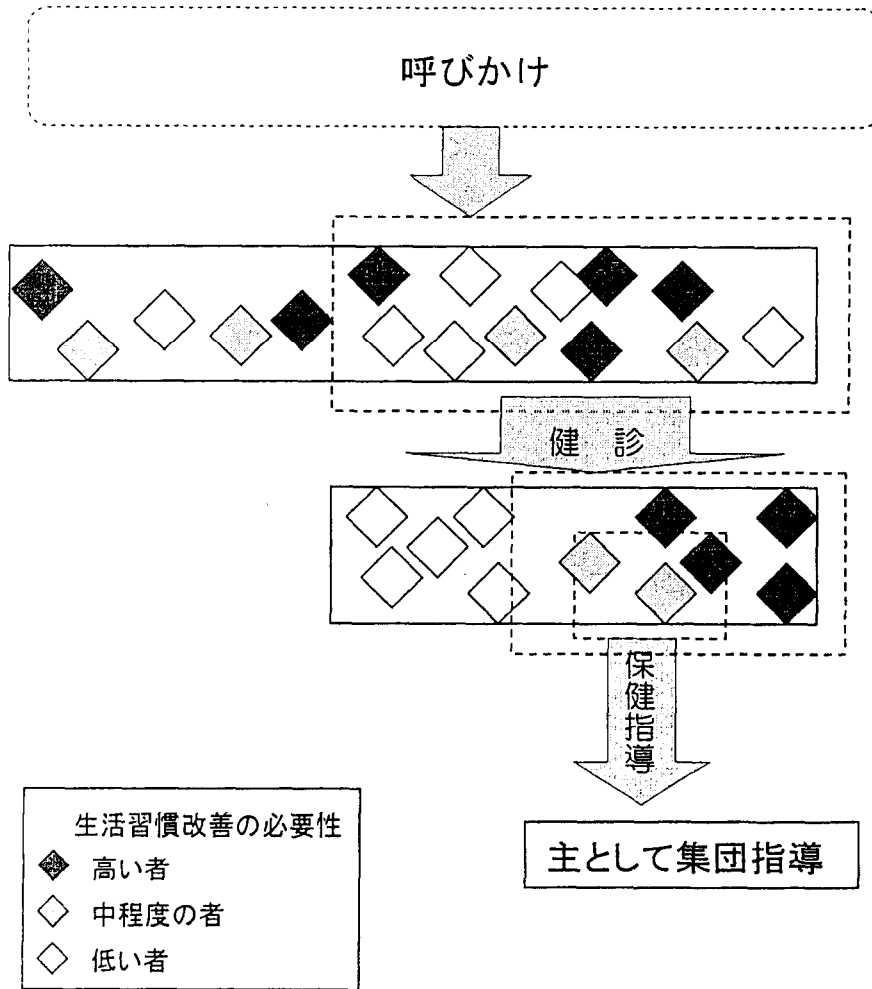 呼びかけ
健 診
保健指導
主として集団指導
生活習慣改善の必要性
高い者
中程度の者
低い者